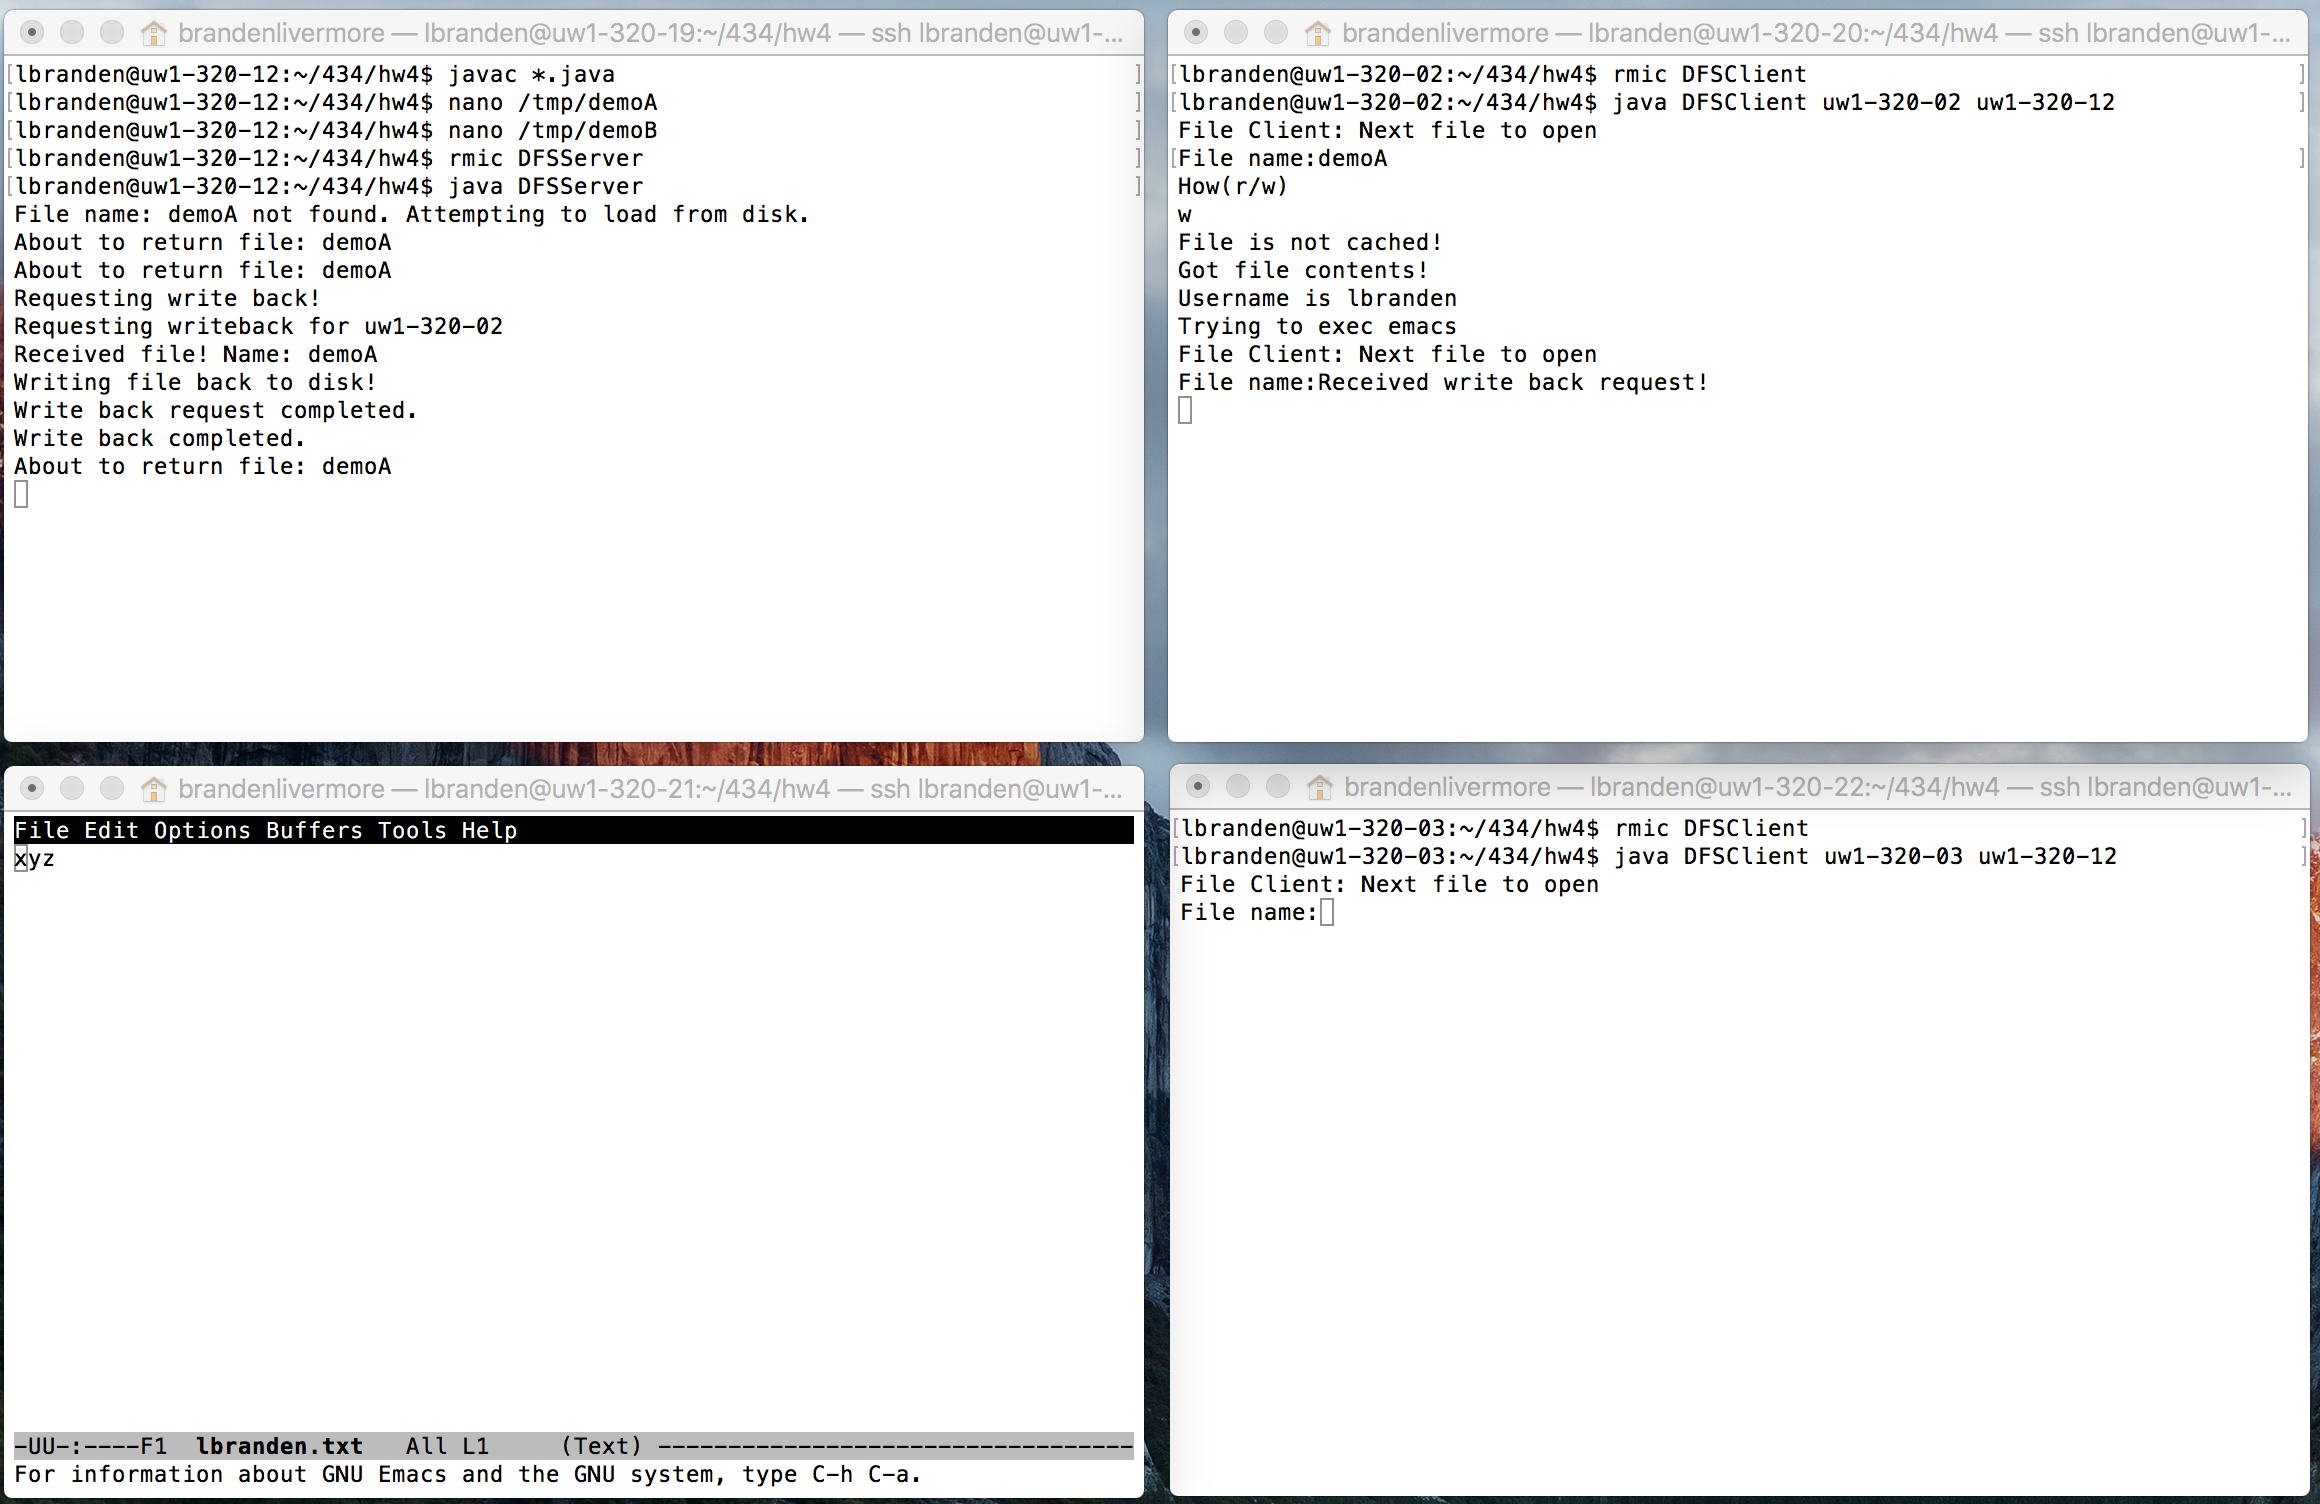 brandenlivermore — lbranden@uw1-320-19:~/434/hw4 — ssh lbranden@uw1-...
lbranden@uw1-320-12:~/434/hw4$ javac *.java
lbranden@uw1-320-12:~/434/hw4$ nano /tmp/demoA
lbranden@uw1-320-12:~/434/hw4$ nano /tmp/demoB
lbranden@uw1-320-12:~/434/hw4$ rmic DFSServer
lbranden@uw1-320-12:~/434/hw4$ java DFSServer
File name: demoA not found. Attempting to load from disk.
About to return file: demoA
About to return file: demoA
Requesting write back!
Requesting writeback for uw1-320-02
Received file! Name: demoA
Writing file back to disk!
Write back request completed.
Write back completed.
About to return file: demoA
brandenlivermore — lbranden@uw1-320-20:~/434/hw4 — ssh lbranden@uw1-...
lbranden@uw1-320-02:~/434/hw4$ rmic DFSClient
lbranden@uw1-320-02:~/434/hw4$ java DFSClient uw1-320-02 uw1-320-12
File Client: Next file to open
File name:demoA
How(r/w)
w
File is not cached!
Got file contents!
Username is lbranden
Trying to exec emacs
File Client: Next file to open
File name:Received write back request!
brandenlivermore — lbranden@uw1-320-21:~/434/hw4 — ssh lbranden@uw1-...
File Edit Options Buffers Tools Help
xyz
-UU-:----F1  lbranden.txt   All L1     (Text) ----------------------------------
For information about GNU Emacs and the GNU system, type C-h C-a.
brandenlivermore — lbranden@uw1-320-22:~/434/hw4 — ssh lbranden@uw1-...
lbranden@uw1-320-03:~/434/hw4$ rmic DFSClient
lbranden@uw1-320-03:~/434/hw4$ java DFSClient uw1-320-03 uw1-320-12
File Client: Next file to open
File name: